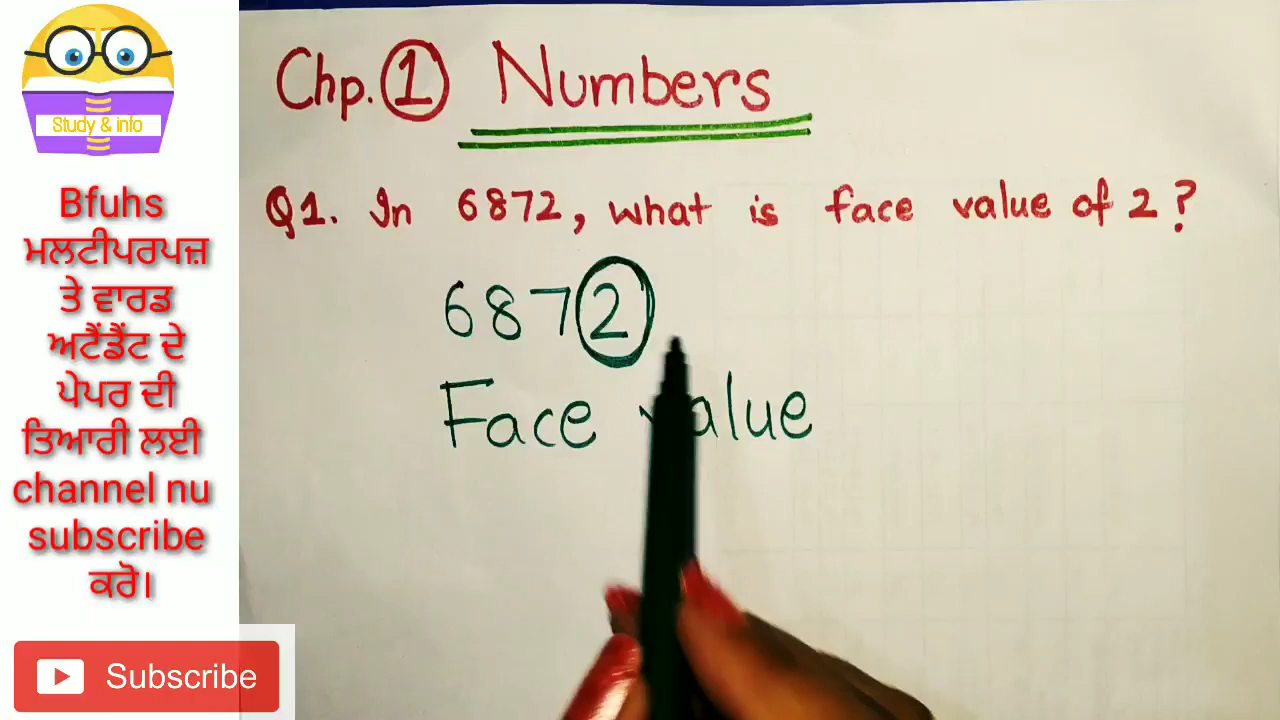 Study & info
Bfuhs
ਮਲਟੀਪਰਪਜ਼
ਤੇ ਵਾਰਡ
ਅਟੈਂਡੈਂਟ ਦੇ
ਪੇਪਰ ਦੀ
ਤਿਆਰੀ ਲਈ
channel nu
subscribe
ਕਰੋ।
Subscribe
Chp. 1 Numbers
Q1. In 6872, what is face value of 2?
6872
Face value